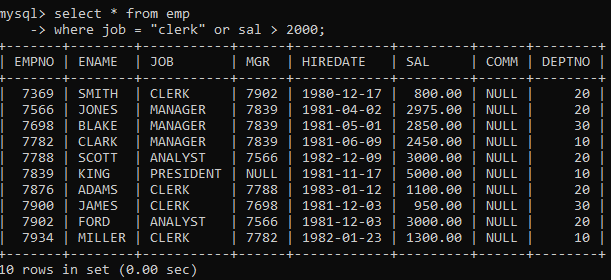 mysql> select * from emp
    -> where job = "clerk" or sal > 2000;
+-------+--------+-----------+------+------------+---------+------+--------+
| EMPNO | ENAME  | JOB       | MGR  | HIREDATE   | SAL     | COMM | DEPTNO |
+-------+--------+-----------+------+------------+---------+------+--------+
|  7369 | SMITH  | CLERK     | 7902 | 1980-12-17 |  800.00 | NULL |     20 |
|  7566 | JONES  | MANAGER   | 7839 | 1981-04-02 | 2975.00 | NULL |     20 |
|  7698 | BLAKE  | MANAGER   | 7839 | 1981-05-01 | 2850.00 | NULL |     30 |
|  7782 | CLARK  | MANAGER   | 7839 | 1981-06-09 | 2450.00 | NULL |     10 |
|  7788 | SCOTT  | ANALYST   | 7566 | 1982-12-09 | 3000.00 | NULL |     20 |
|  7839 | KING   | PRESIDENT | NULL | 1981-11-17 | 5000.00 | NULL |     10 |
|  7876 | ADAMS  | CLERK     | 7788 | 1983-01-12 | 1100.00 | NULL |     20 |
|  7900 | JAMES  | CLERK     | 7698 | 1981-12-03 |  950.00 | NULL |     30 |
|  7902 | FORD   | ANALYST   | 7566 | 1981-12-03 | 3000.00 | NULL |     20 |
|  7934 | MILLER | CLERK     | 7782 | 1982-01-23 | 1300.00 | NULL |     10 |
+-------+--------+-----------+------+------------+---------+------+--------+
10 rows in set (0.00 sec)